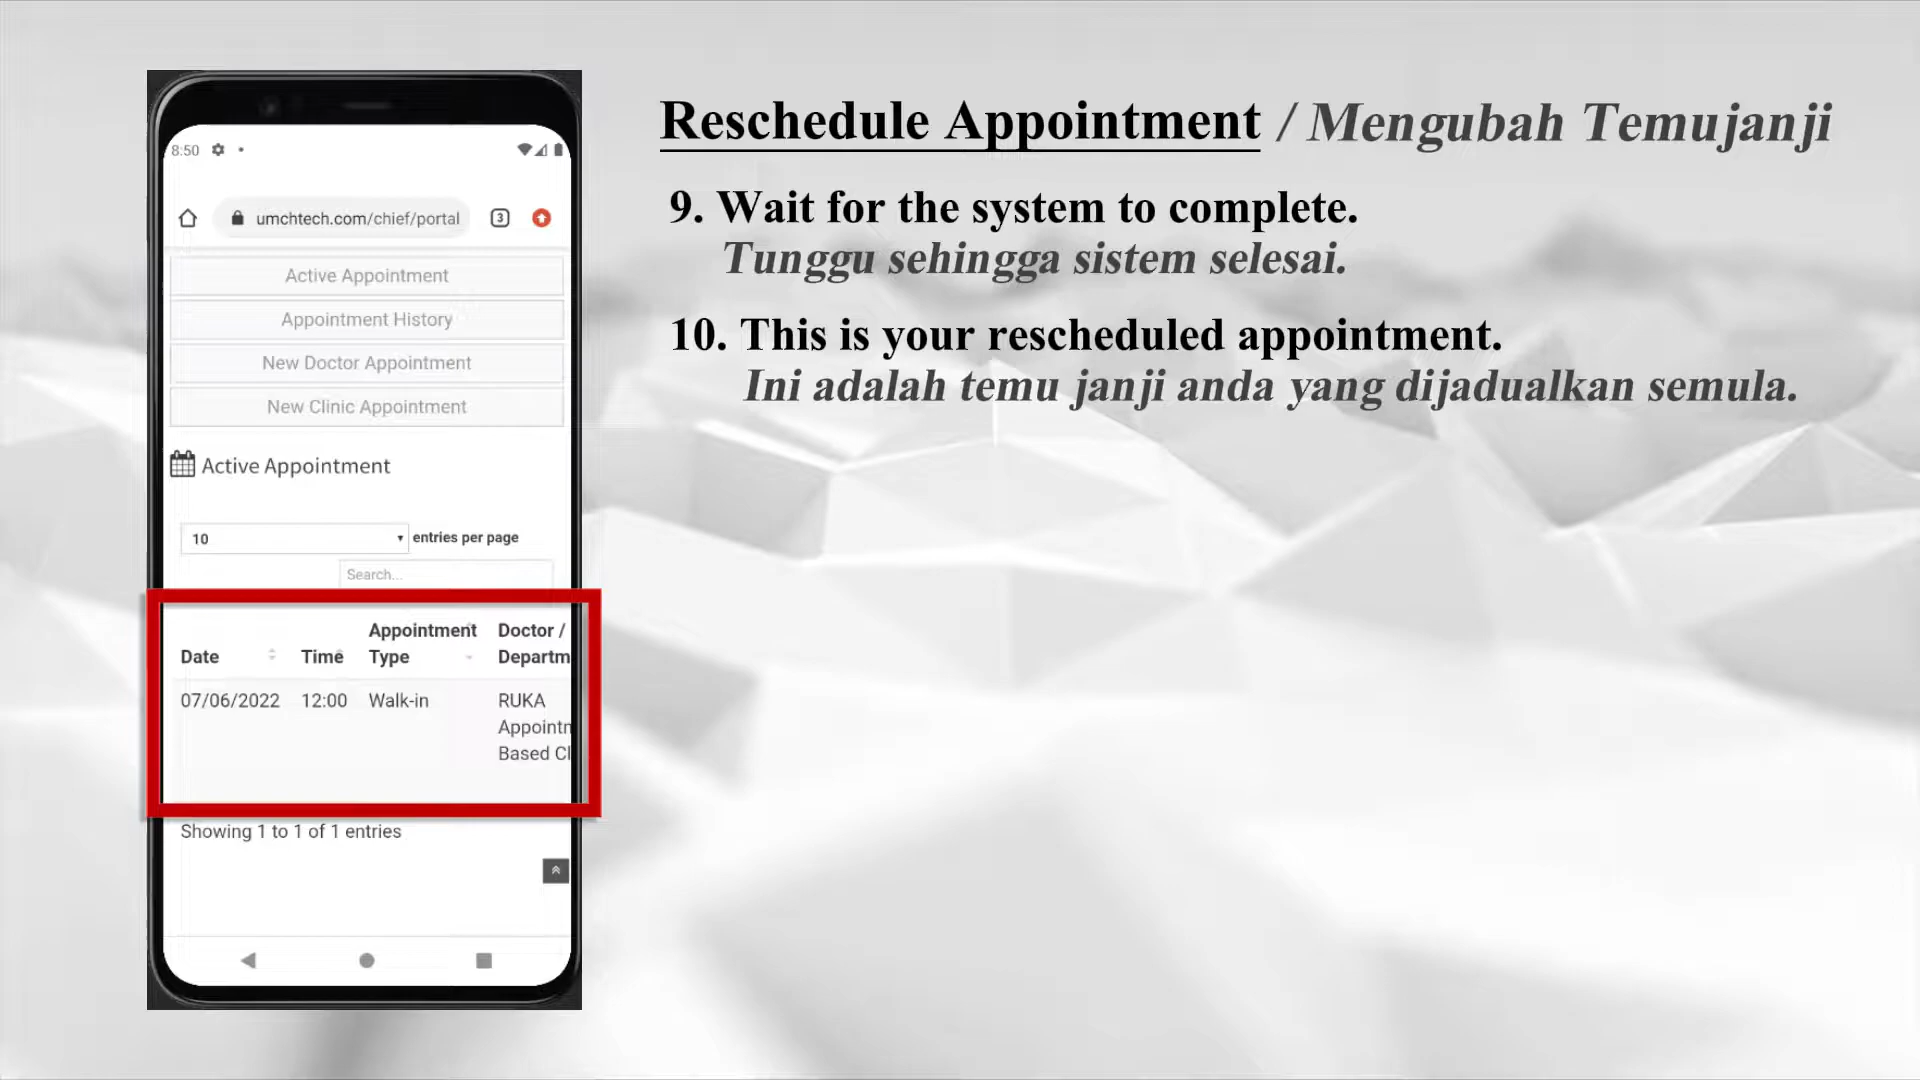 Reschedule Appointment / Mengubah Temujanji
9. Wait for the system to complete.
Tunggu sehingga sistem selesai.
10. This is your rescheduled appointment.
Ini adalah temu janji anda yang dijadualkan semula.
8:50
umchtech.com/chief/portal
3
Active Appointment
Appointment History
New Doctor Appointment
New Clinic Appointment
Active Appointment
10 entries per page
Search...
Appointment Doctor /
Date Time Type Departm
07/06/2022 12:00 Walk-in RUKA
Appointn
Based Cl
Showing 1 to 1 of 1 entries